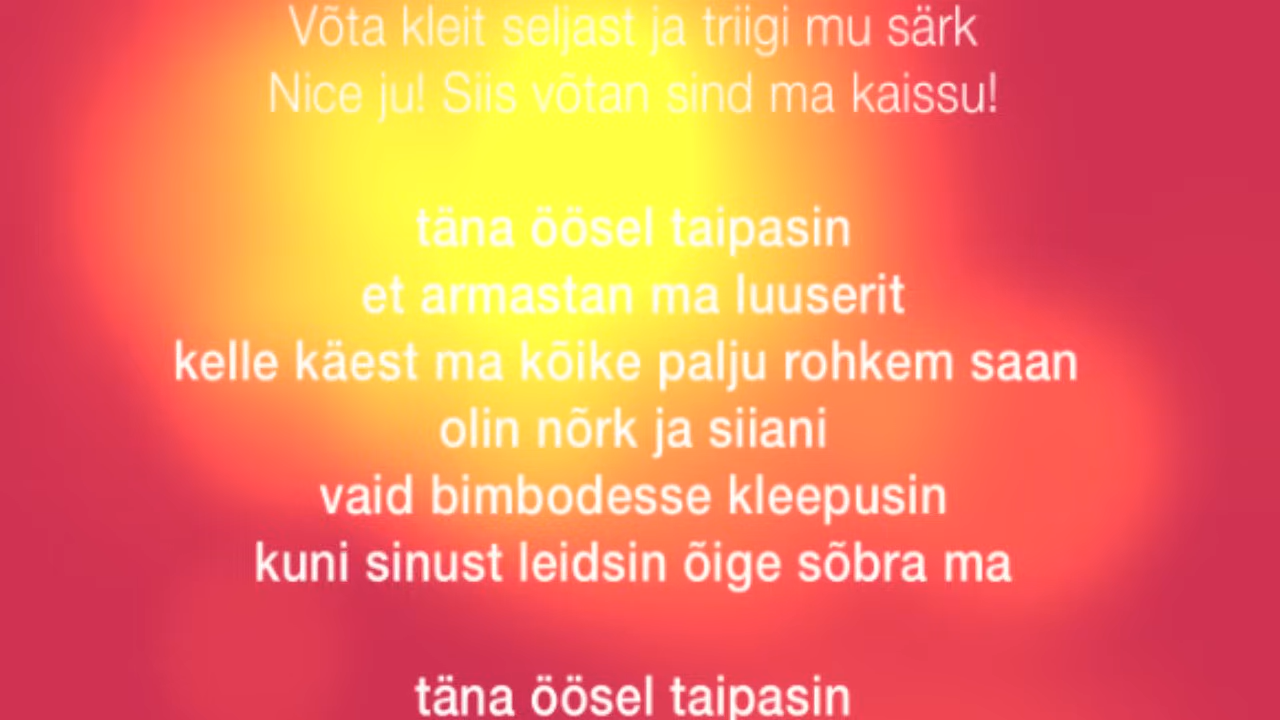 Võta kleit seljast ja triigi mu särk
Nice ju! Siis võtan sind ma kaissu!
täna öösel taipasin
et armastan ma luuserit
kelle käest ma kõike palju rohkem saan
olin nõrk ja siiani
vaid bimbodesse kleepusin
kuni sinust leidsin õige sõbra ma
täna öösel taipasin